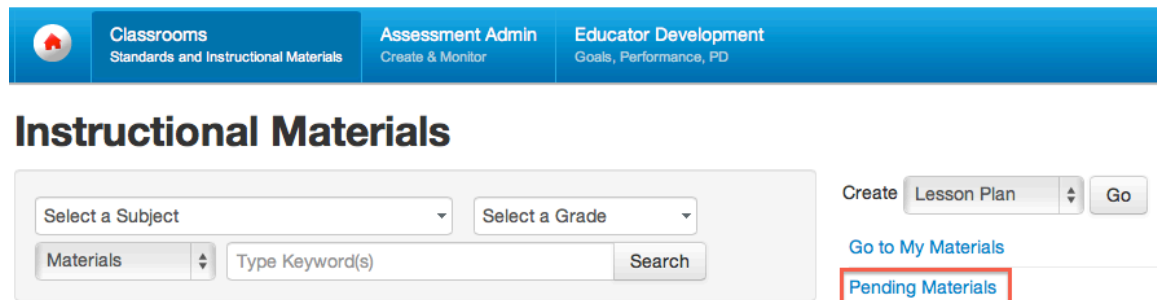 Classrooms
Standards and Instructional Materials
Assessment Admin
Create & Monitor
Educator Development
Goals, Performance, PD
Instructional Materials
Select a Subject
Select a Grade
Materials
Type Keyword(s)
Search
Create Lesson Plan Go
Go to My Materials
Pending Materials